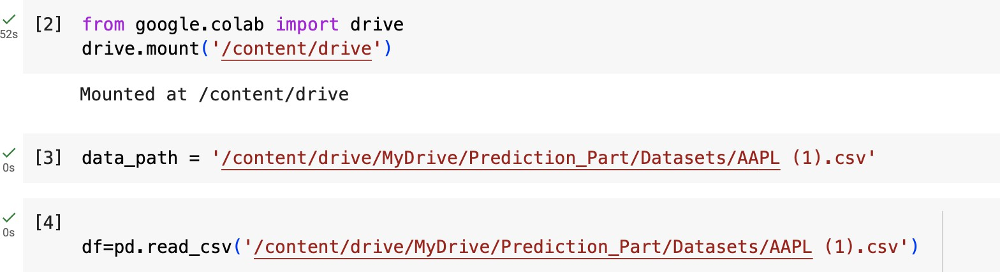 [2] from google.colab import drive
52s
drive.mount('/content/drive')
Mounted at /content/drive
[3] data_path = '/content/drive/MyDrive/Prediction_Part/Datasets/AAPL (1).csv'
0s
[4]
0s
df=pd.read_csv('/content/drive/MyDrive/Prediction_Part/Datasets/AAPL (1).csv')